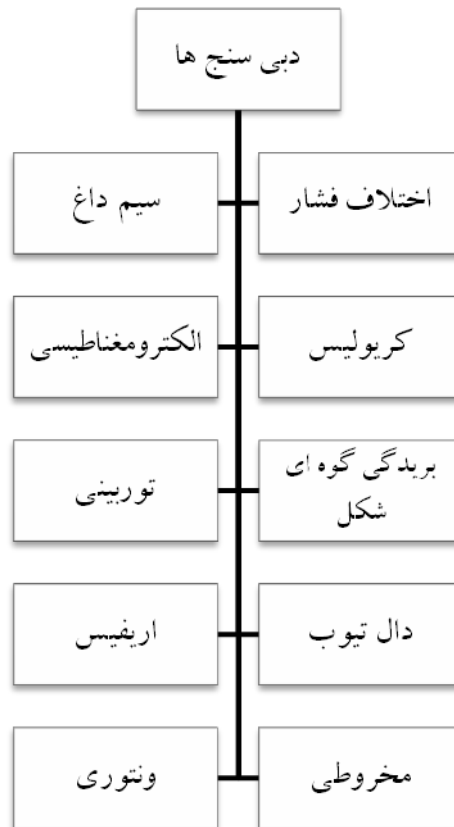 دبی سنج ها
اختلاف فشار
سیم داغ
کریولیس
الکترومغناطیسی
بریدگی گوه ای
شکل
توربینی
دال تیوب
اریفیس
مخروطی
ونتوری